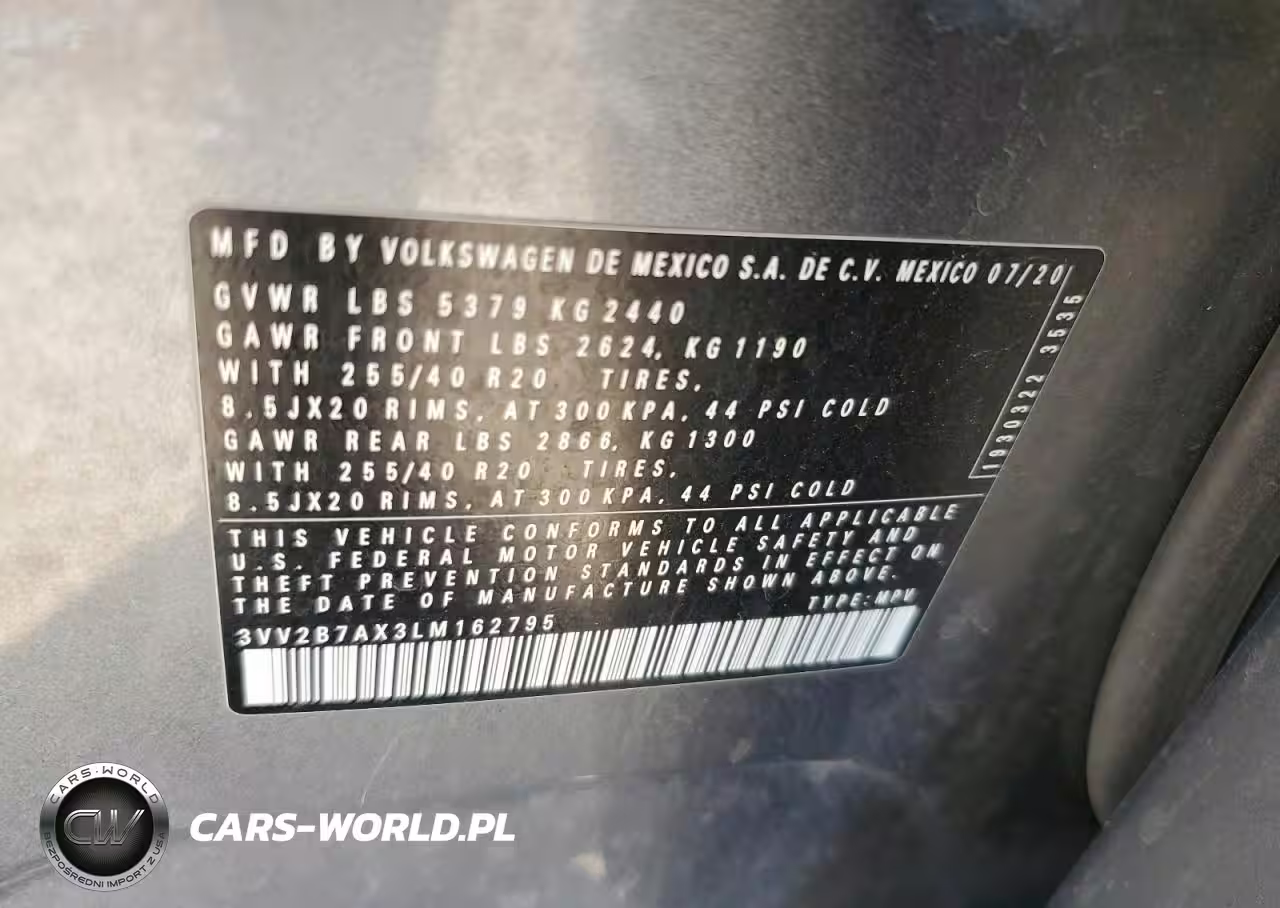 MFD BY VOLKSWAGEN DE MEXICO S.A. DE C.V. MEXICO 07/20
GVWR LBS 5379 KG 2440
GAWR FRONT LBS 2624, KG 1190
WITH 255/40 R20 TIRES,
8.5JX20 RIMS, AT 300 KPA, 44 PSI COLD
GAWR REAR LBS 2866, KG 1300
WITH 255/40 R20 TIRES,
8.5JX20 RIMS, AT 300 KPA, 44 PSI COLD
1930322 3535
THIS VEHICLE CONFORMS TO ALL APPLICABLE
U.S. FEDERAL MOTOR VEHICLE SAFETY AND
THEFT PREVENTION STANDARDS IN EFFECT ON
THE DATE OF MANUFACTURE SHOWN ABOVE.
TYPE:MPV
3VV2B7AX3LM162795
CARS-WORLD
CW
BEZPOŚREDNI IMPORT Z USA
CARS-WORLD.PL